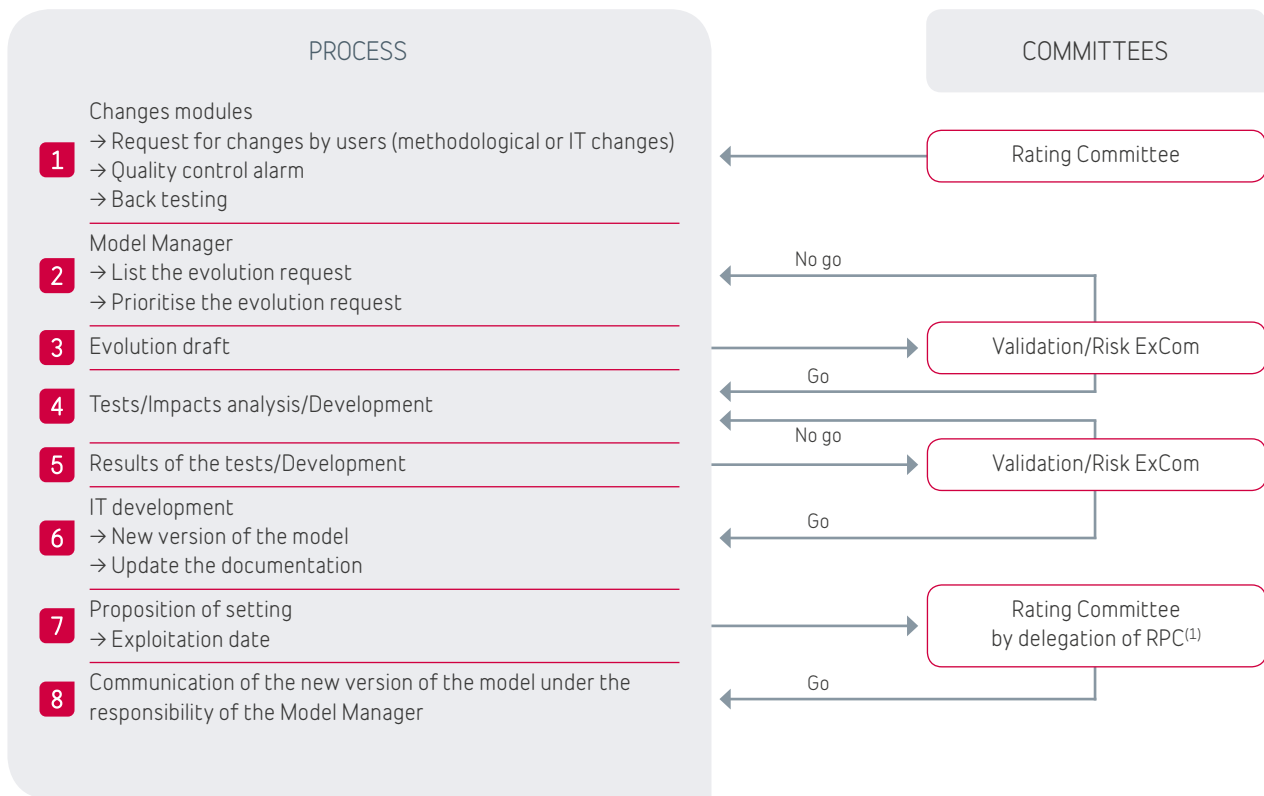 PROCESS
COMMITTEES
Changes modules
1
→ Request for changes by users (methodological or IT changes)
→ Quality control alarm
→ Back testing
Rating Committee
Model Manager
2
→ List the evolution request
→ Prioritise the evolution request
No go
3
Evolution draft
Validation/Risk ExCom
Go
4
Tests/Impacts analysis/Development
No go
5
Results of the tests/Development
Validation/Risk ExCom
IT development
6
→ New version of the model
→ Update the documentation
Go
7
Proposition of setting
→ Exploitation date
Rating Committee
by delegation of RPC(1)
8
Communication of the new version of the model under the
responsibility of the Model Manager
Go